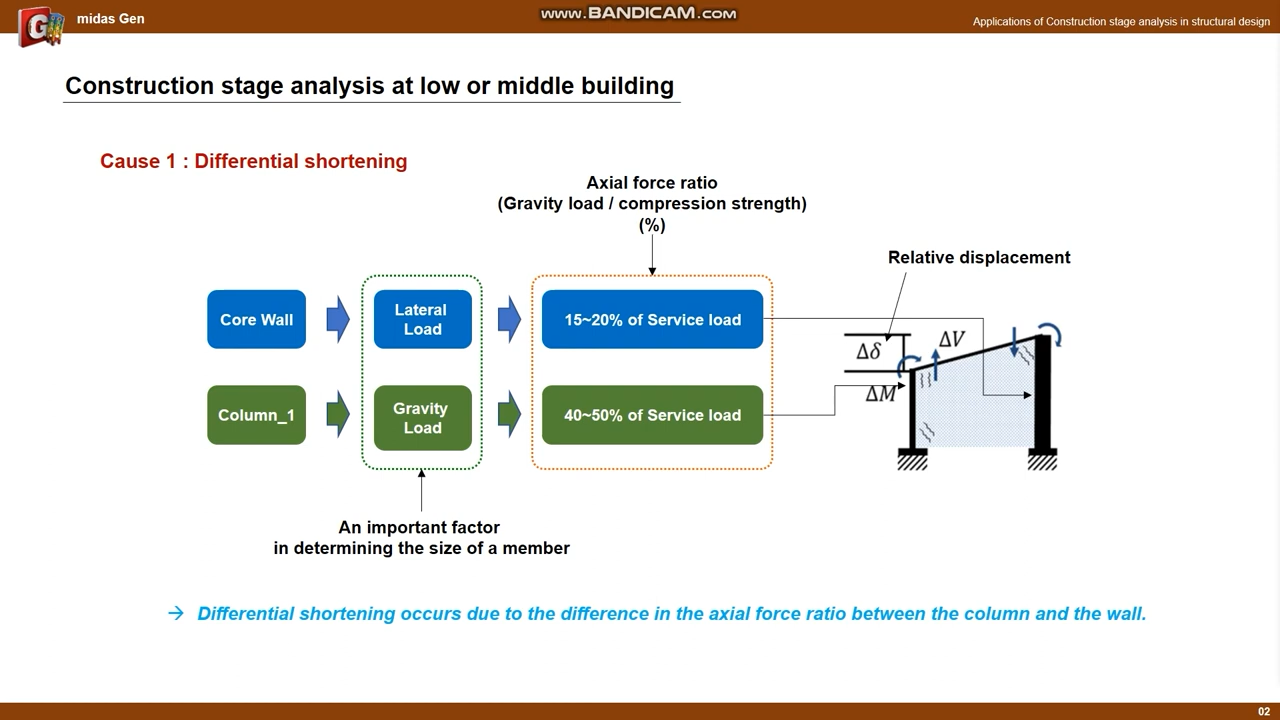 midas Gen
www.BANDICAM.com
Applications of Construction stage analysis in structural design
Construction stage analysis at low or middle building
Cause 1 : Differential shortening
Axial force ratio
(Gravity load / compression strength)
(%)
Relative displacement
Core Wall
Lateral
Load
15~20% of Service load
Δδ
ΔV
ΔM
Column_1
Gravity
Load
40~50% of Service load
An important factor
in determining the size of a member
→ Differential shortening occurs due to the difference in the axial force ratio between the column and the wall.
02